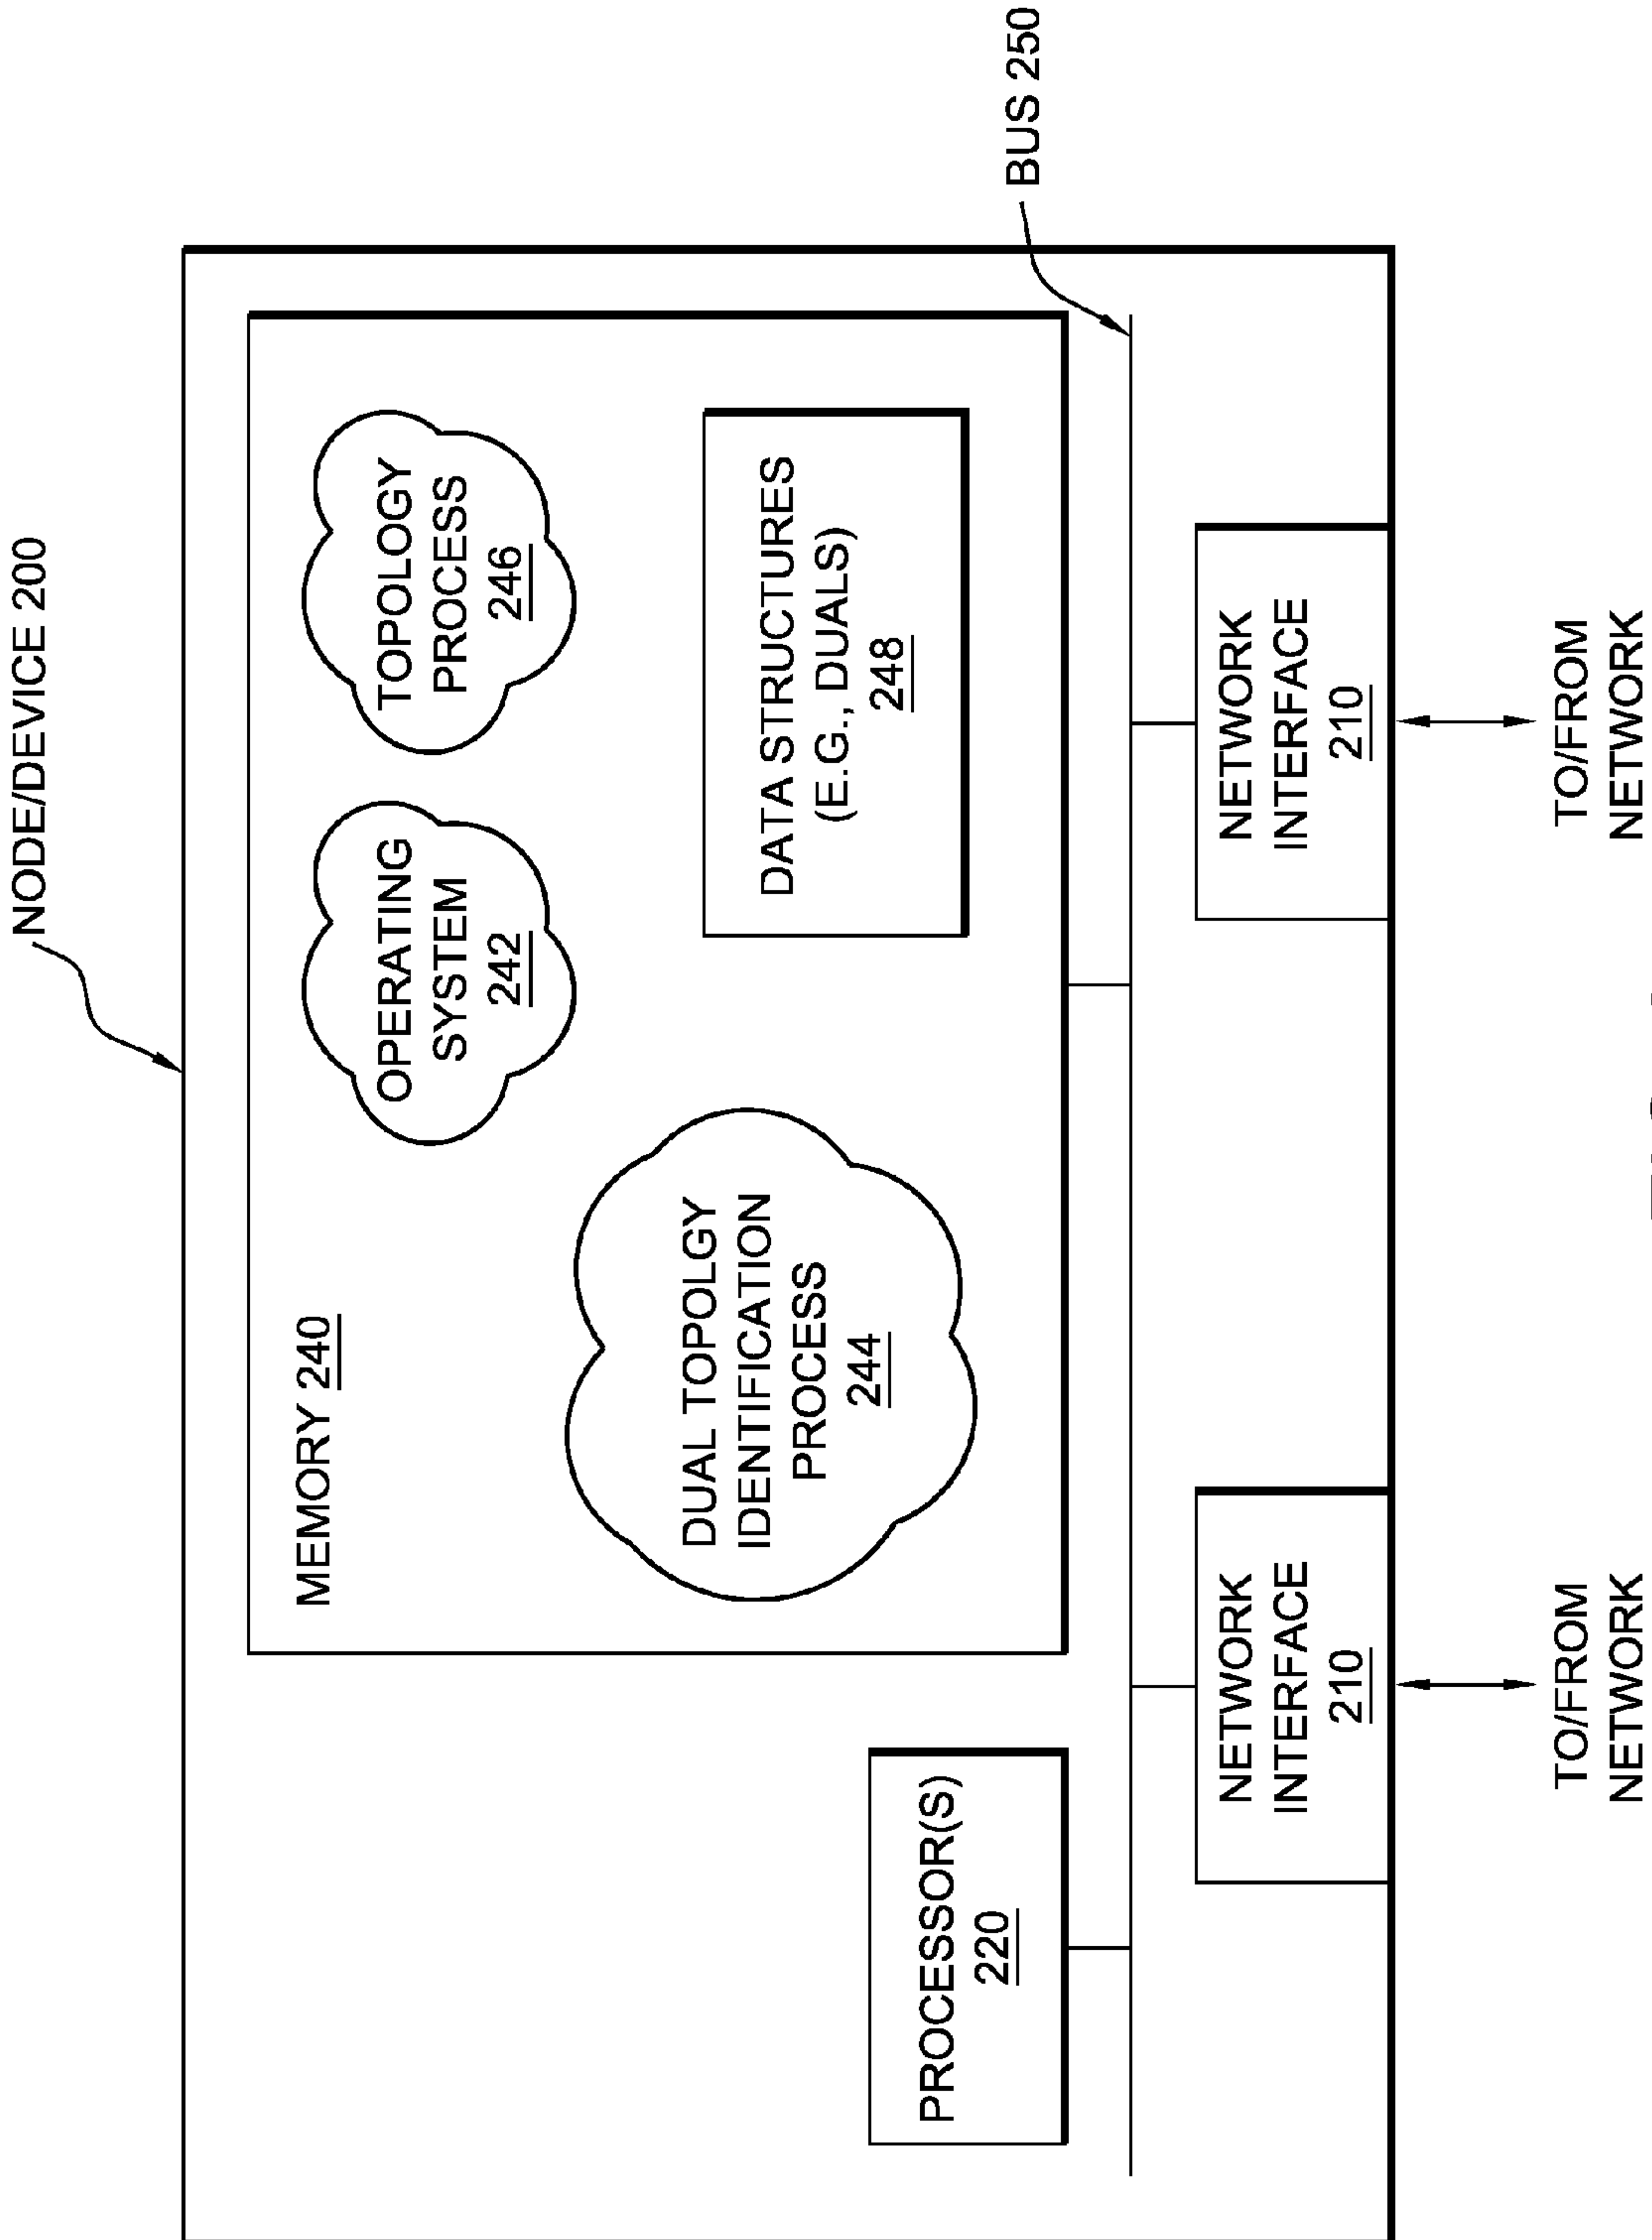 NODE/DEVICE 200
MEMORY 240
OPERATING
SYSTEM
242
TOPOLOGY
PROCESS
246
DUAL TOPOLGY
IDENTIFICATION
PROCESS
244
DATA STRUCTURES
(E.G., DUALS)
248
PROCESSOR(S)
220
BUS 250
NETWORK
INTERFACE
210
NETWORK
INTERFACE
210
TO/FROM
NETWORK
TO/FROM
NETWORK